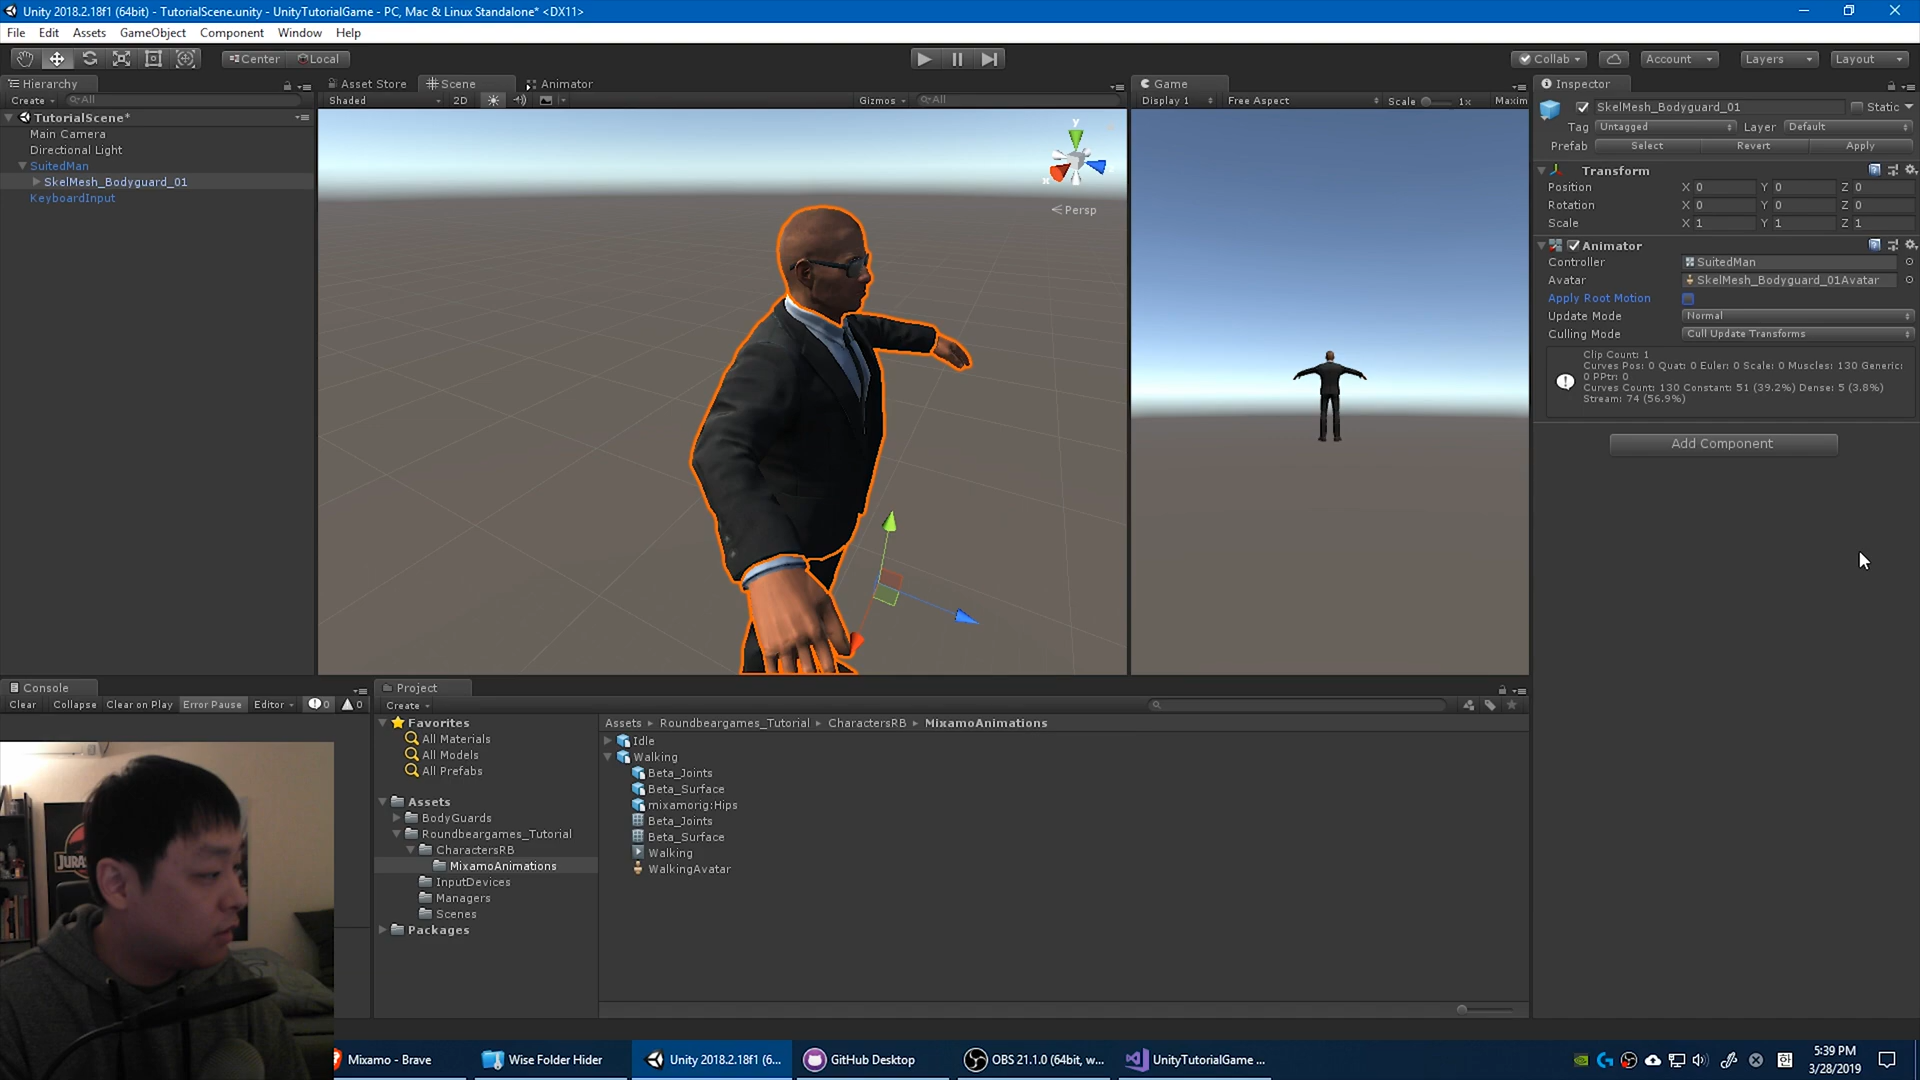 Unity 2018.2.18f1 (64bit) - TutorialScene.unity - UnityTutorialGame - PC, Mac & Linux Standalone* <DX11>
File Edit Assets GameObject Component Window Help
Center Local Collab Account Layers Layout
Hierarchy
Create All
TutorialScene*
Main Camera
Directional Light
SuitedMan
SkelMesh_Bodyguard_01
KeyboardInput
Asset Store Scene Animator
Shaded 2D Gizmos All
y
x
Persp
Game
Display 1 Free Aspect Scale 1x Maxim
Inspector
SkelMesh_Bodyguard_01 Static
Tag Untagged Layer Default
Prefab Select Revert Apply
Transform
Position X 0 Y 0 Z 0
Rotation X 0 Y 0 Z 0
Scale X 1 Y 1 Z 1
Animator
Controller SuitedMan
Avatar SkelMesh_Bodyguard_01Avatar
Apply Root Motion
Update Mode Normal
Culling Mode Cull Update Transforms
Clip Count: 1
Curves Pos: 0 Quat: 0 Euler: 0 Scale: 0 Muscles: 130 Generic:
0 PPtr: 0
Curves Count: 130 Constant: 51 (39.2%) Dense: 5 (3.8%)
Stream: 74 (56.9%)
Add Component
Console
Clear Collapse Clear on Play Error Pause Editor 0 0
Project
Create
Favorites
All Materials
All Models
All Prefabs
Assets
BodyGuards
Roundbeargames_Tutorial
CharactersRB
MixamoAnimations
InputDevices
Managers
Scenes
Packages
Assets Roundbeargames_Tutorial CharactersRB MixamoAnimations
Idle
Walking
Beta_Joints
Beta_Surface
mixamorig:Hips
Beta_Joints
Beta_Surface
Walking
WalkingAvatar
JURAS
Mixamo - Brave
Wise Folder Hider
Unity 2018.2.18f1 (6...
GitHub Desktop
OBS 21.1.0 (64bit, w...
UnityTutorialGame ...
한
5:39 PM
3/28/2019